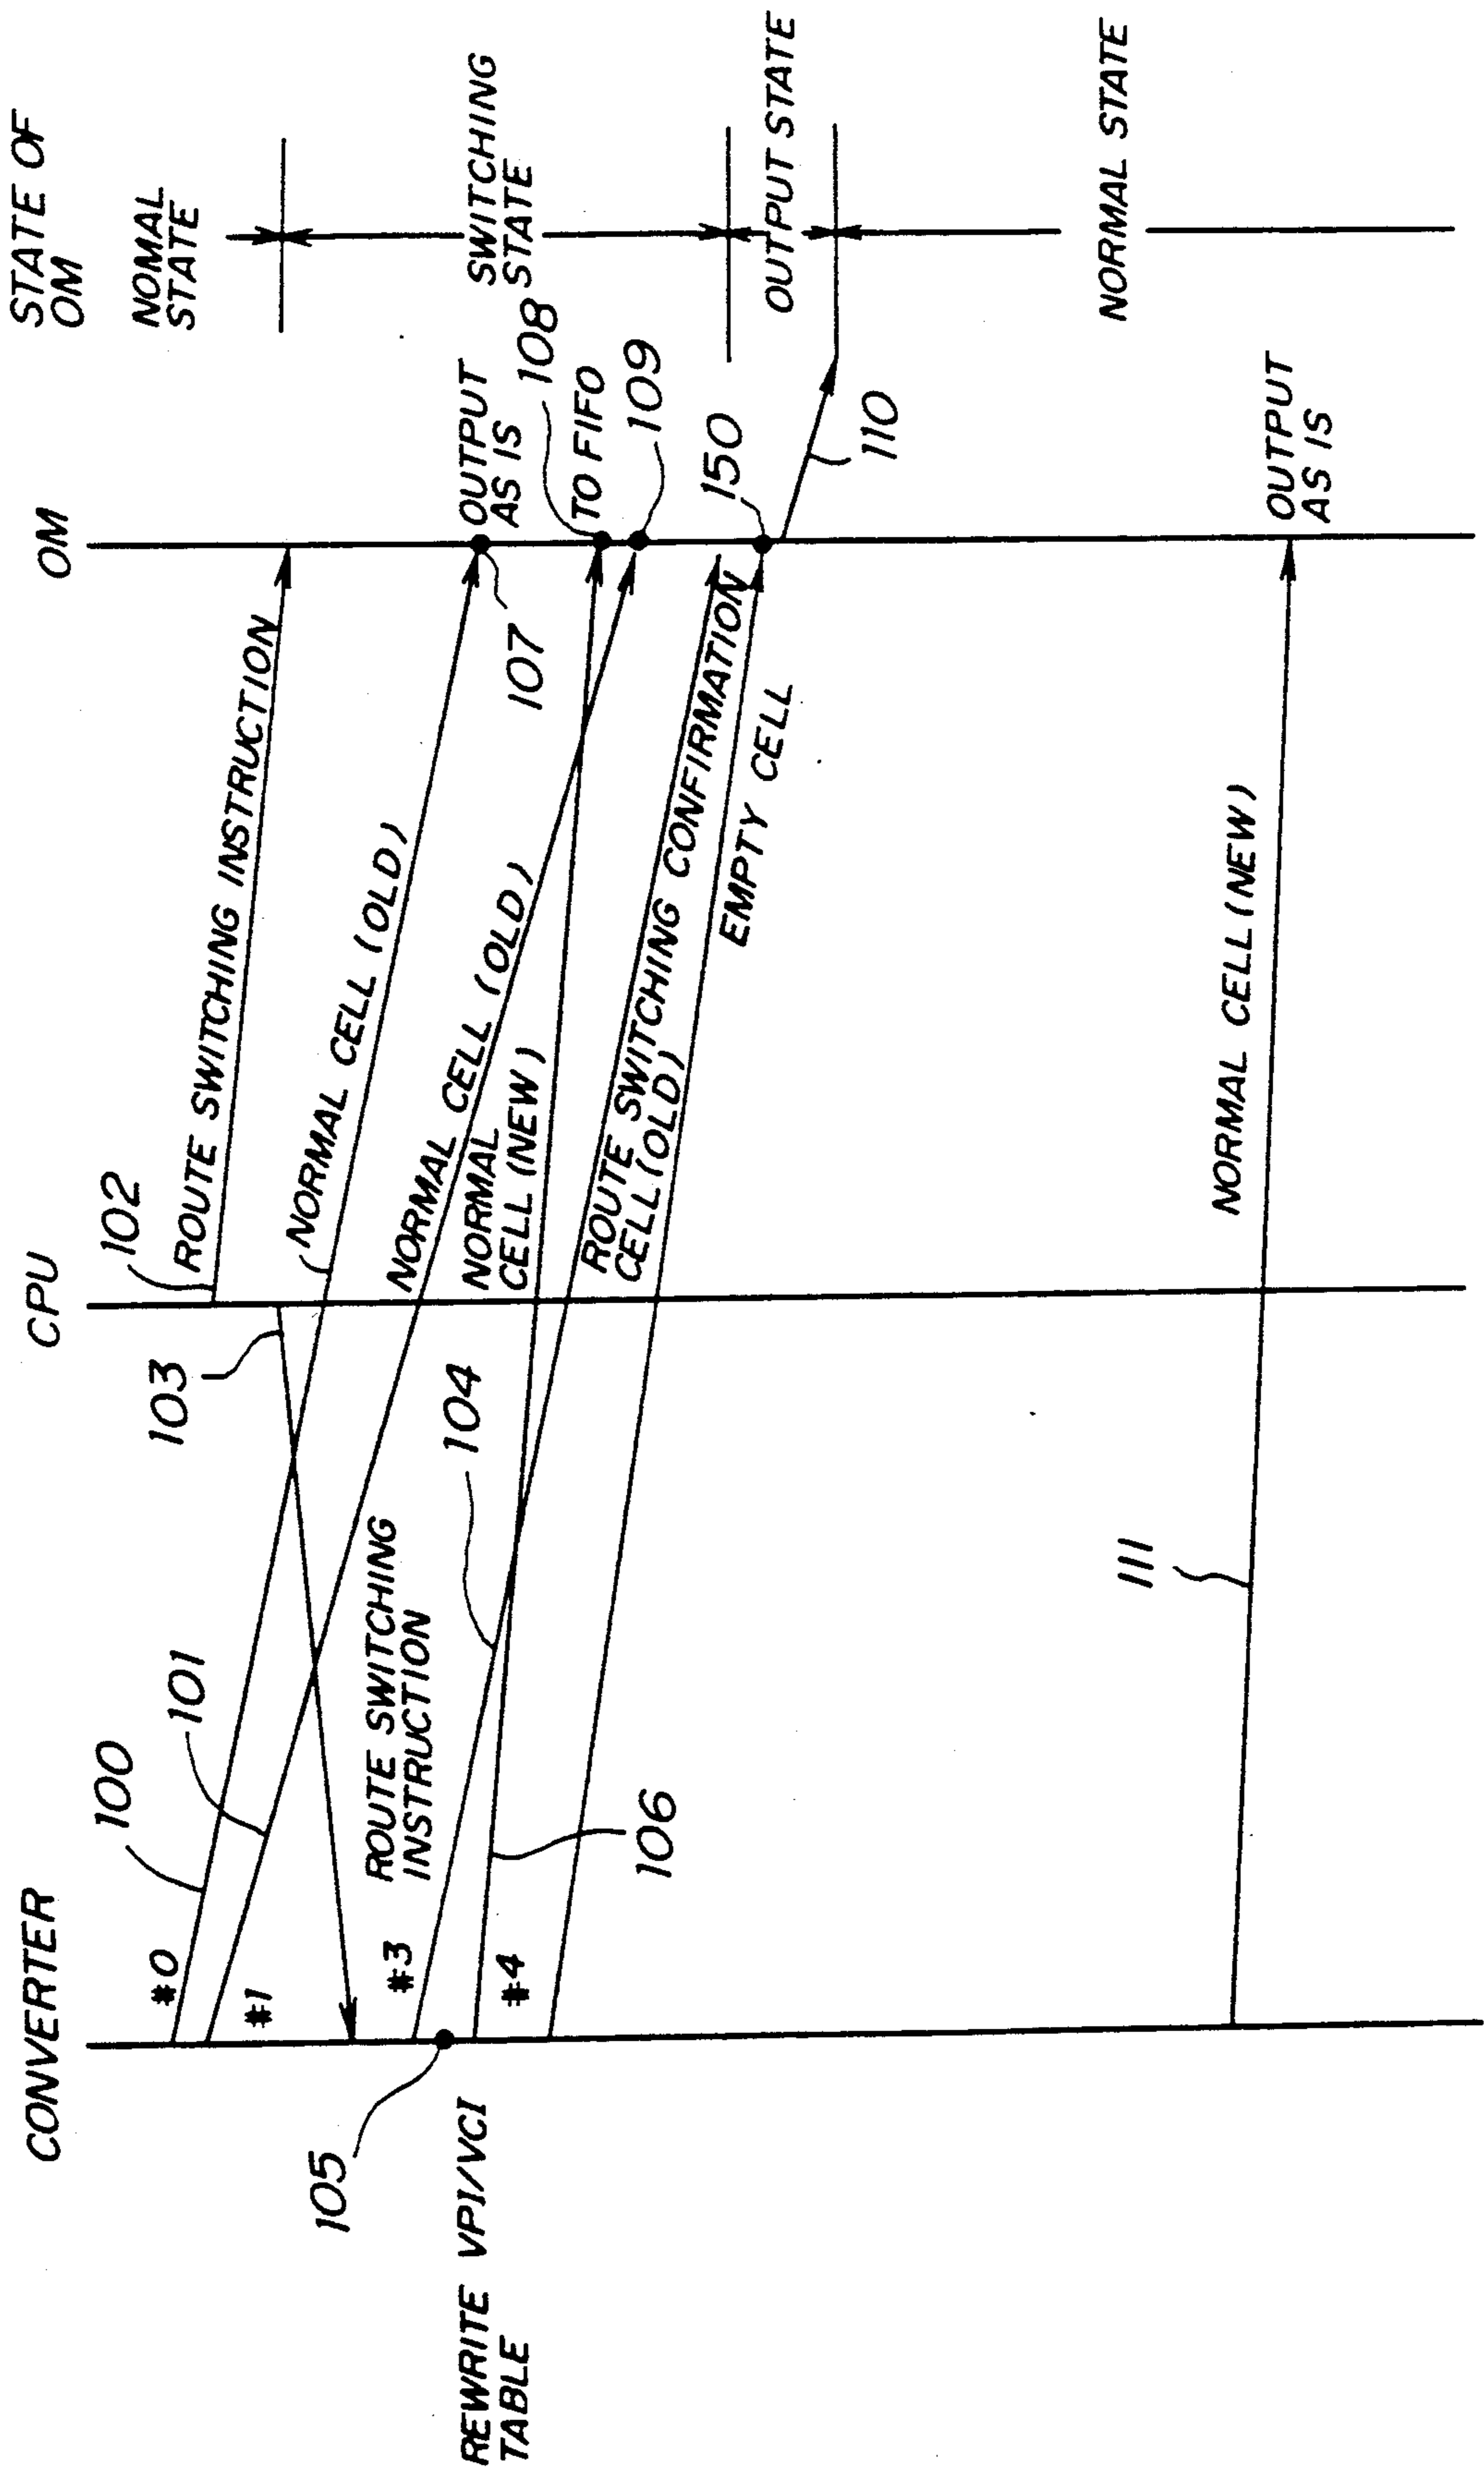 CONVERTER
CPU
OM
STATE OF
OM
NOMAL
STATE
SWITCHING
STATE
OUTPUT STATE
NORMAL STATE
#0
100
#1
101
102
ROUTE SWITCHING INSTRUCTION
103
NORMAL CELL (OLD)
OUTPUT
AS IS
107
108
TO FIFO
109
ROUTE SWITCHING
INSTRUCTION
NORMAL CELL (OLD)
#3
104
NORMAL
CELL (NEW)
105
REWRITE VPI/VCI
TABLE
#4
106
ROUTE SWITCHING CONFIRMATION
CELL (OLD)
EMPTY CELL
150
110
111
NORMAL CELL (NEW)
OUTPUT
AS IS